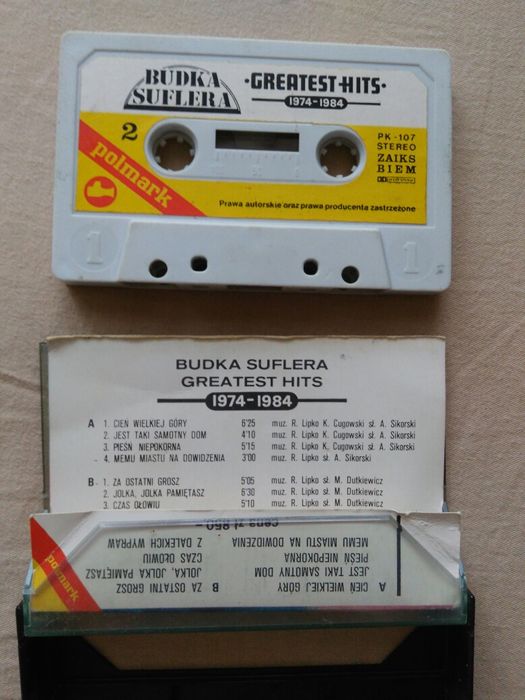 BUDKA SUFLERA
·GREATEST·HITS·
1974-1984
2
polmark
PK-107
STEREO
ZAIKS
BIEM
Prawa autorskie oraz prawa producenta zastrzeżone
1
1
BUDKA SUFLERA
GREATEST HITS
1974-1984
A 1. CIEN WIELKIEJ GÓRY 6'25 muz. R. Lipko K. Cugowski sł. A. Sikorski
2. JEST TAKI SAMOTNY DOM 4'10 muz. R. Lipko K. Cugowski sł. A. Sikorski
3. PIEŚŃ NIEPOKORNA 5'15 muz. R. Lipko K. Cugowski sł. A. Sikorski
4. MEMU MIASTU NA DOWIDZENIA 3'00 muz. R. Lipko sł. A. Sikorski
B 1. ZA OSTATNI GROSZ 5'05 muz. R. Lipko sł. M. Dutkiewicz
2. JOLKA, JOLKA PAMIĘTASZ 6'30 muz. R. Lipko sł. M. Dutkiewicz
3. CZAS OŁOWIU 5'10 muz. R. Lipko sł. M. Dutkiewicz
cena zł 850,-
polmark
A CIEŃ WIELKIEJ GÓRY
JEST TAKI SAMOTNY DOM
PIEŚŃ NIEPOKORNA
MEMU MIASTU NA DOWIDZENIA
B ZA OSTATNI GROSZ
JOLKA, JOLKA PAMIĘTASZ
CZAS OŁOWIU
Z DALEKICH WYPRAW